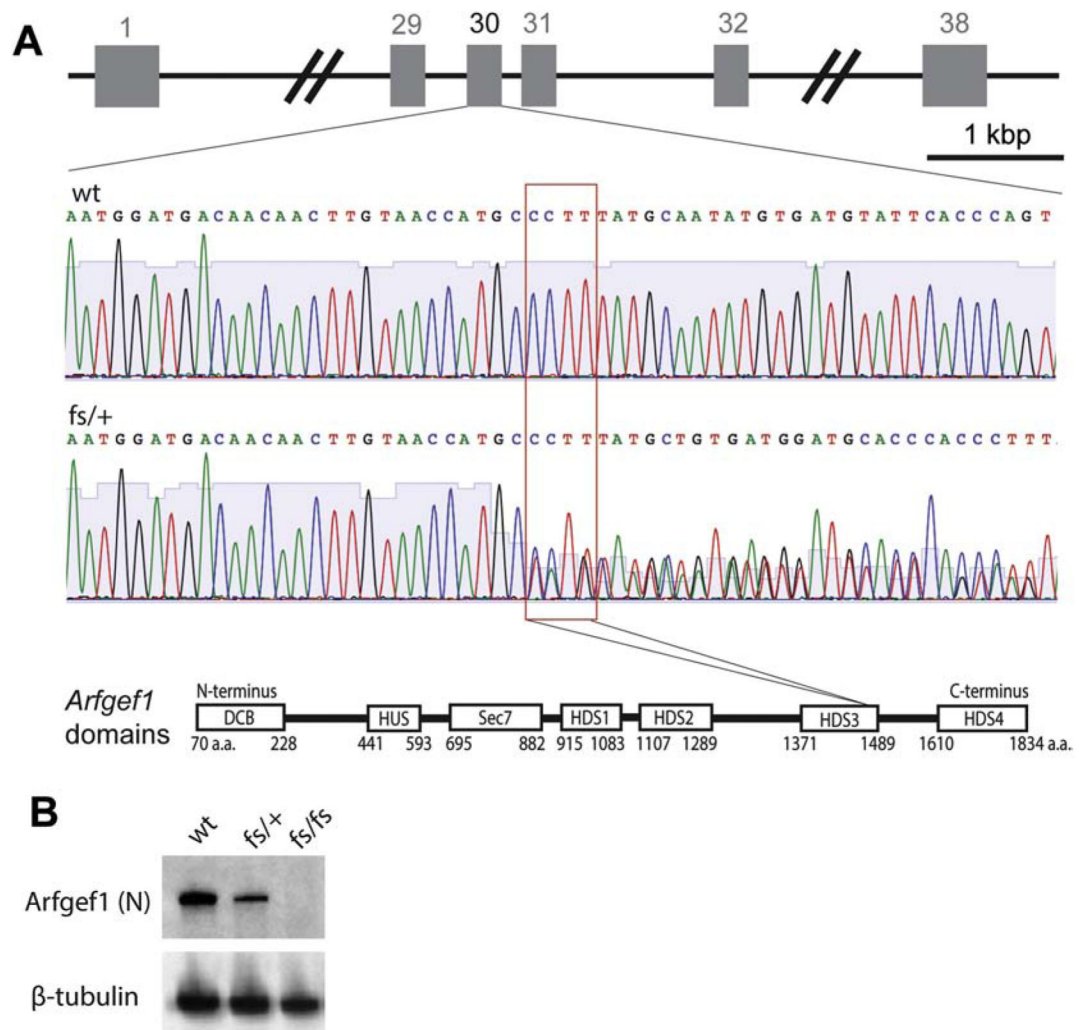 A
1 29 30 31 32 38
1 kbp
wt
A A T G G A T G A C A A C A A C T T G T A A C C A T G C C C T T T A T G C A A T A T G T G A T G T A T T C A C C C A G T
fs/+
A A T G G A T G A C A A C A A C T T G T A A C C A T G C C C T T T A T G C T G T G A T G G A T G C A C C C A C C C T T T
Arfgef1 domains
N-terminus C-terminus
DCB HUS Sec7 HDS1 HDS2 HDS3 HDS4
70 a.a. 228 441 593 695 882 915 1083 1107 1289 1371 1489 1610 1834 a.a.
B
wt fs/+ fs/fs
Arfgef1 (N)
β-tubulin